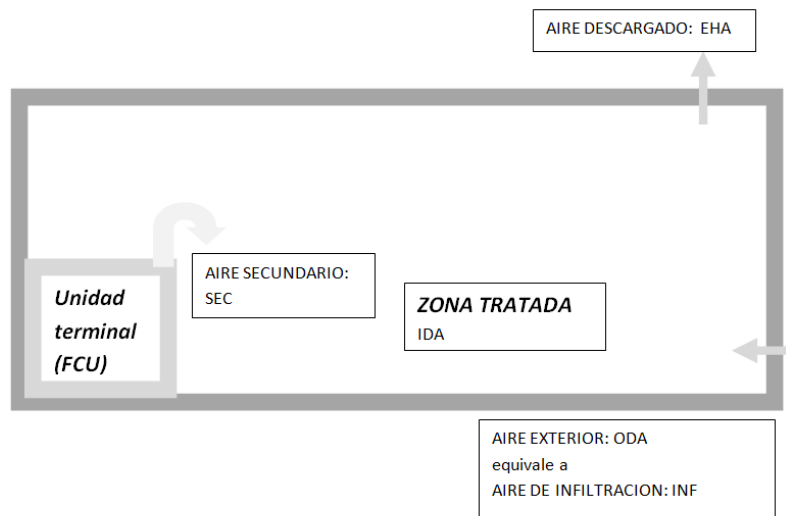 AIRE DESCARGADO: EHA
AIRE SECUNDARIO:
SEC
Unidad
terminal
(FCU)
ZONA TRATADA
IDA
AIRE EXTERIOR: ODA
equivale a
AIRE DE INFILTRACION: INF